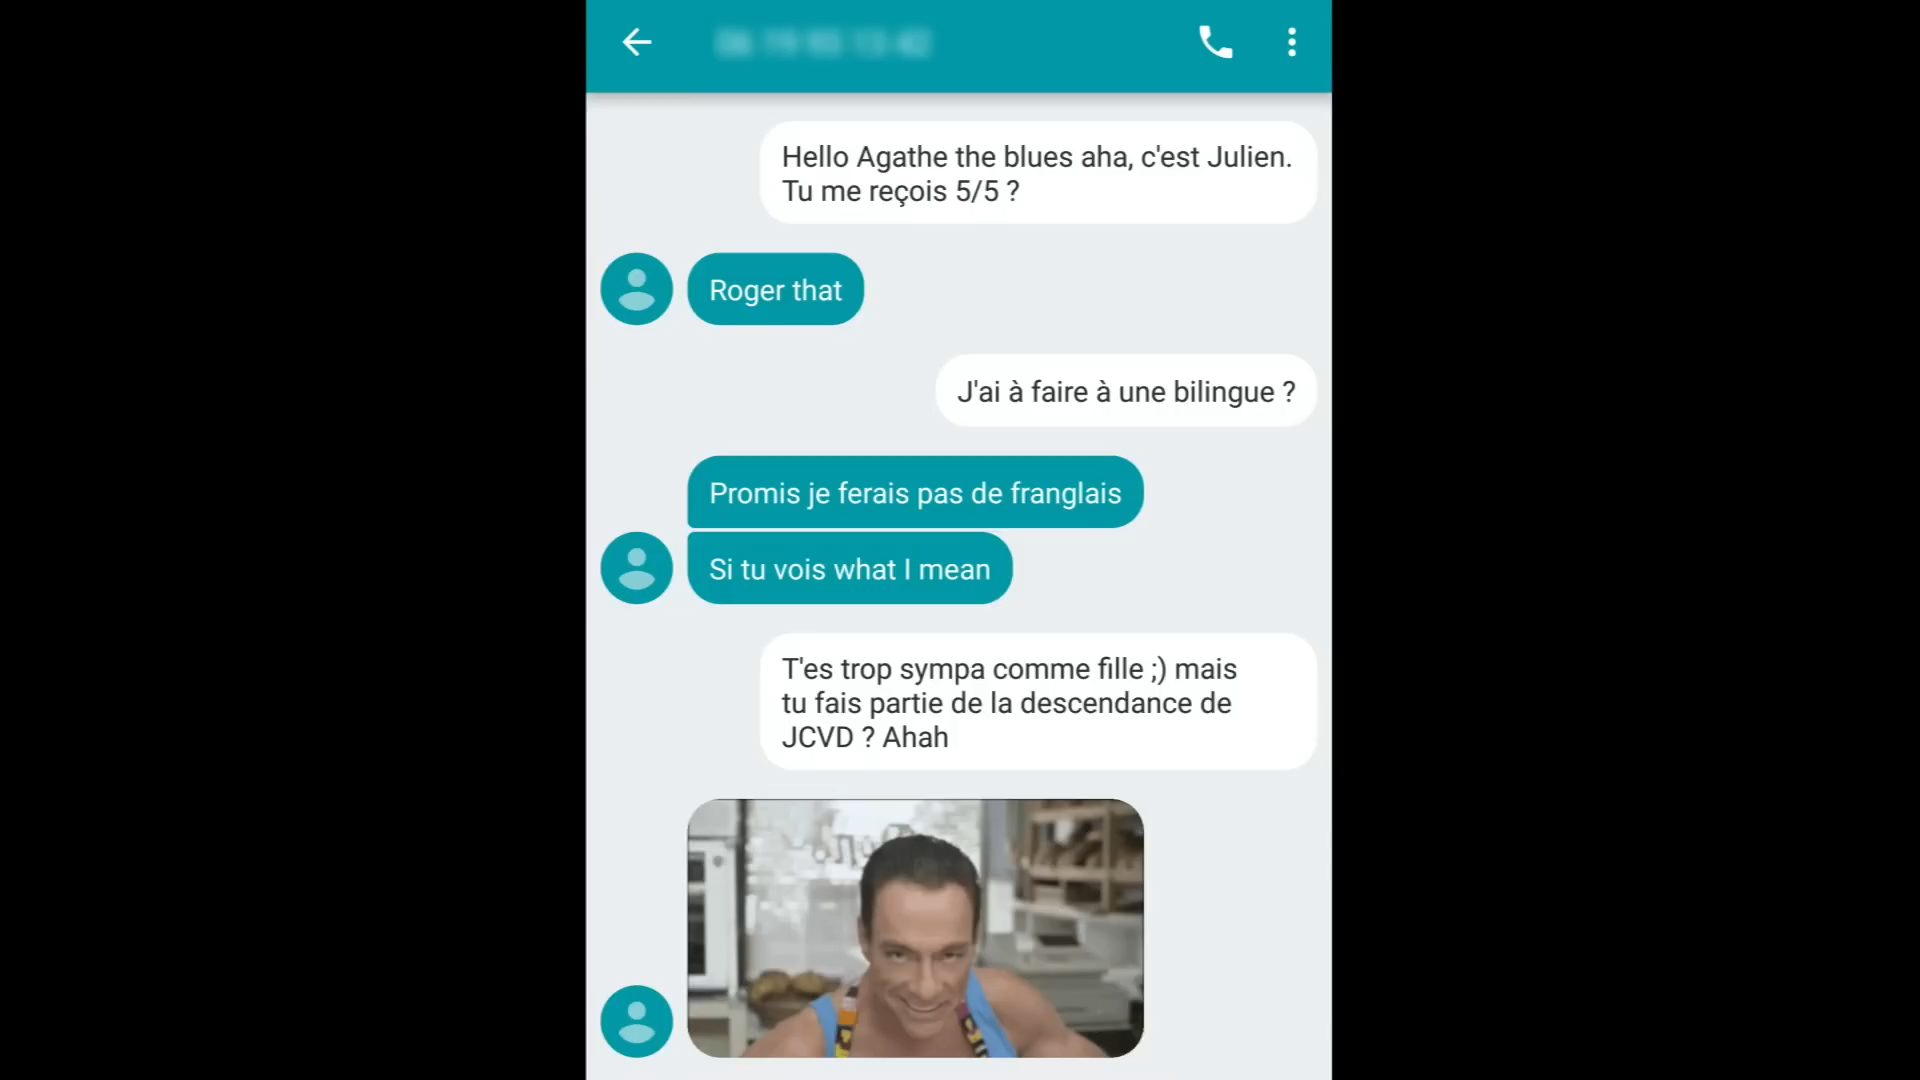 Hello Agathe the blues aha, c'est Julien.
Tu me reçois 5/5 ?
Roger that
J'ai à faire à une bilingue ?
Promis je ferais pas de franglais
Si tu vois what I mean
T'es trop sympa comme fille ;) mais
tu fais partie de la descendance de
JCVD ? Ahah